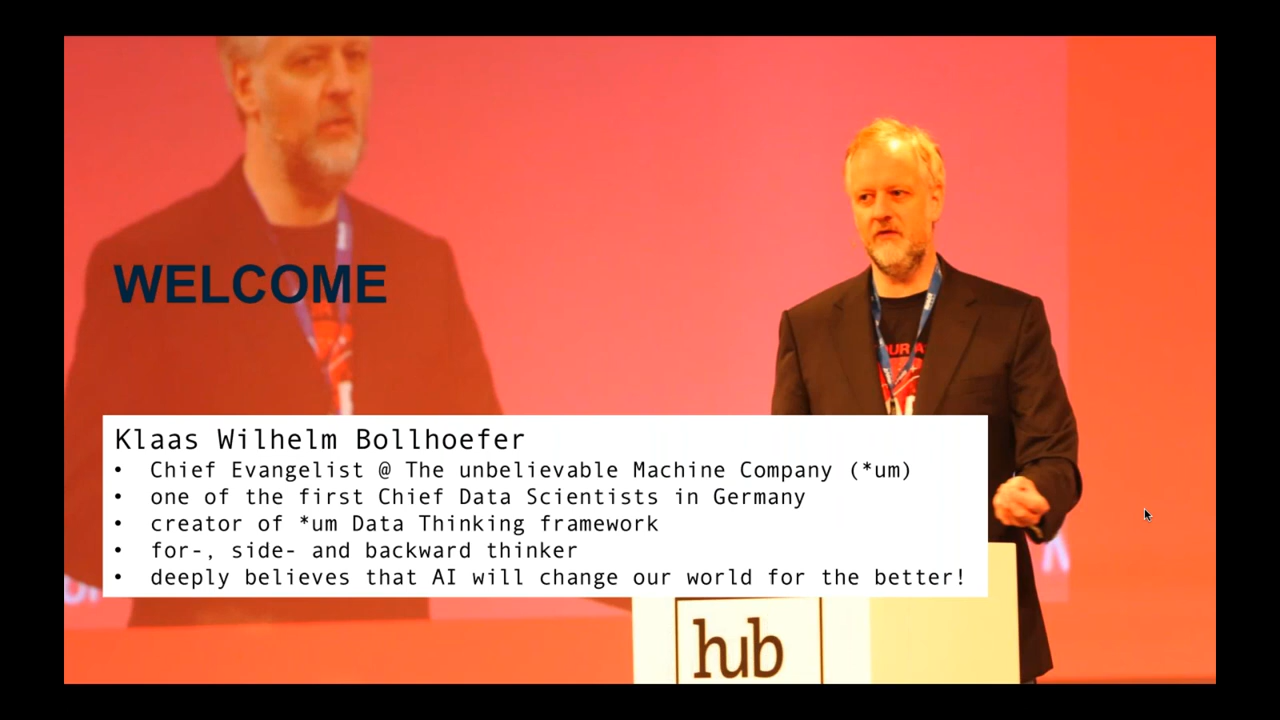 WELCOME
Klaas Wilhelm Bollhoefer
• Chief Evangelist @ The unbelievable Machine Company (*um)
• one of the first Chief Data Scientists in Germany
• creator of *um Data Thinking framework
• for-, side- and backward thinker
• deeply believes that AI will change our world for the better!
hub